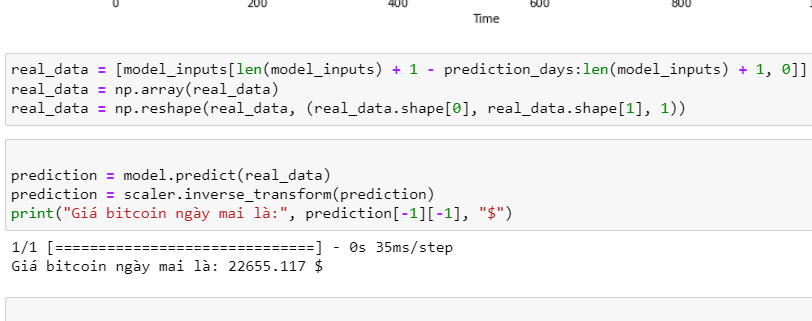 0 200 400 600 800
Time
real_data = [model_inputs[len(model_inputs) + 1 - prediction_days:len(model_inputs) + 1, 0]]
real_data = np.array(real_data)
real_data = np.reshape(real_data, (real_data.shape[0], real_data.shape[1], 1))
prediction = model.predict(real_data)
prediction = scaler.inverse_transform(prediction)
print("Giá bitcoin ngày mai là:", prediction[-1][-1], "$")
1/1 [==============================] - 0s 35ms/step
Giá bitcoin ngày mai là: 22655.117 $